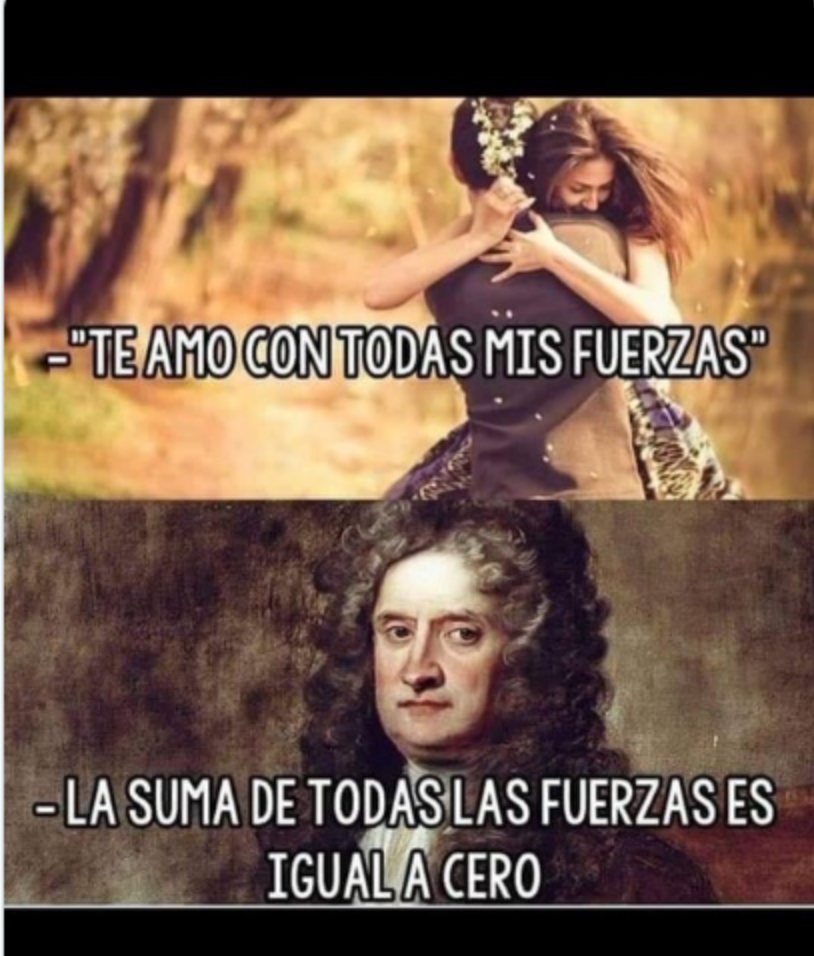 -"TE AMO CON TODAS MIS FUERZAS"
- LA SUMA DE TODAS LAS FUERZAS ES
IGUAL A CERO